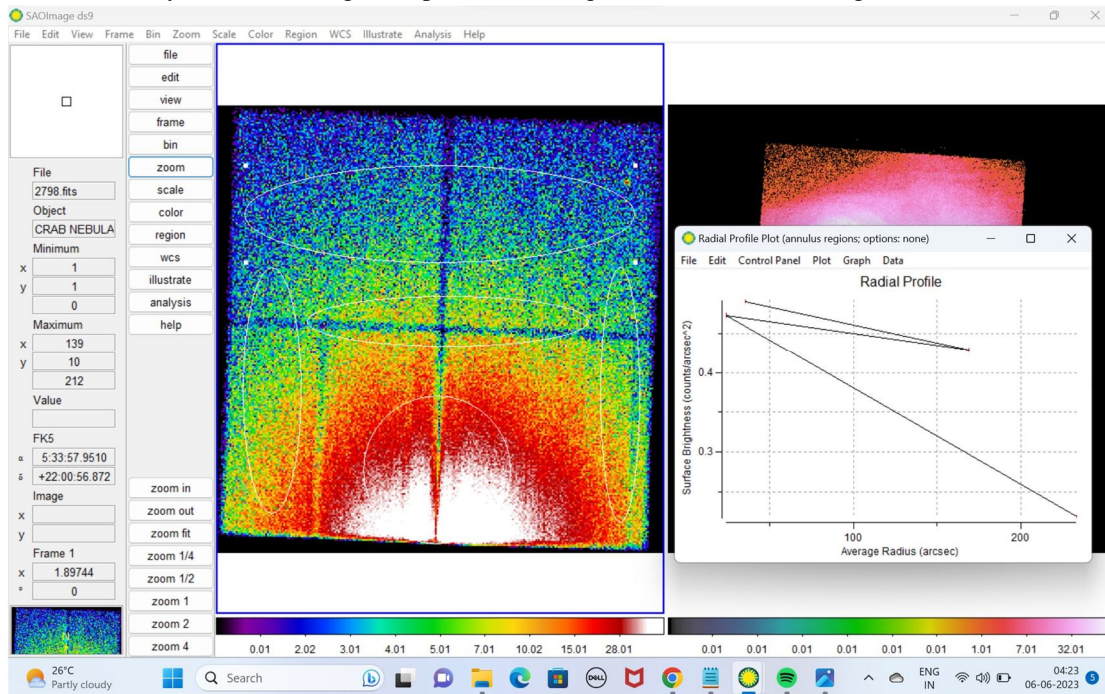 SAOImage ds9
File Edit View Frame Bin Zoom Scale Color Region WCS Illustrate Analysis Help
file
edit
view
frame
bin
zoom
scale
color
region
wcs
illustrate
analysis
help
zoom in
zoom out
zoom fit
zoom 1/4
zoom 1/2
zoom 1
zoom 2
zoom 4
File
2798.fits
Object
CRAB NEBULA
Minimum
x 1
y 1
0
Maximum
x 139
y 10
212
Value
FK5
α 5:33:57.9510
δ +22:00:56.872
Image
x
y
Frame 1
x 1.89744
° 0
Radial Profile Plot (annulus regions; options: none)
File Edit Control Panel Plot Graph Data
Radial Profile
Surface Brightness (counts/arcsec^2)
0.4
0.3
100 200
Average Radius (arcsec)
0.01 2.02 3.01 4.01 5.01 7.01 10.02 15.01 28.01
0.01 0.01 0.01 0.01 0.01 0.01 1.01 7.01 32.01
26°C
Partly cloudy
Search
DELL
ENG
IN
04:23
06-06-2023
5